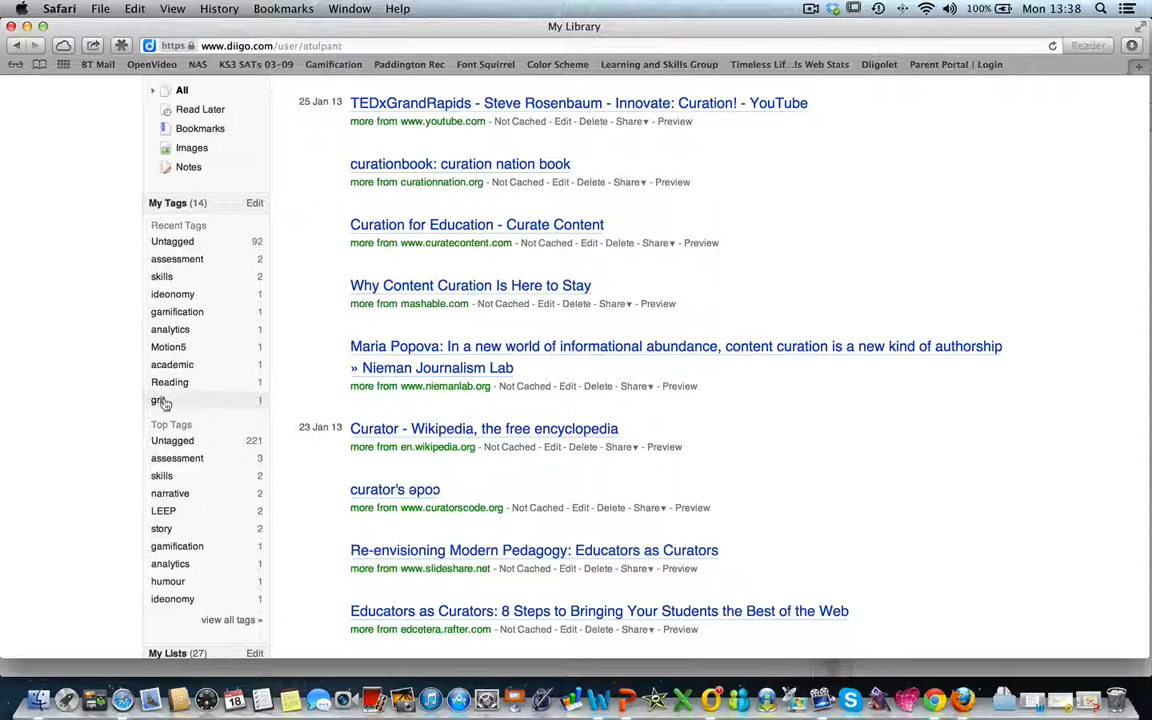 Safari File Edit View History Bookmarks Window Help 100% Mon 13:38
My Library
https www.diigo.com/user/atulpant Reader
BT Mail OpenVideo NAS KS3 SATs 03-09 Gamification Paddington Rec Font Squirrel Color Scheme Learning and Skills Group Timeless Lif...ls Web Stats Diigolet Parent Portal | Login
All
Read Later
Bookmarks
Images
Notes
My Tags (14) Edit
Recent Tags
Untagged 92
assessment 2
skills 2
ideonomy 1
gamification 1
analytics 1
Motion5 1
academic 1
Reading 1
grit 1
Top Tags
Untagged 221
assessment 3
skills 2
narrative 2
LEEP 2
story 2
gamification 1
analytics 1
humour 1
ideonomy 1
view all tags »
My Lists (27) Edit
25 Jan 13 TEDxGrandRapids - Steve Rosenbaum - Innovate: Curation! - YouTube
more from www.youtube.com - Not Cached - Edit - Delete - Share▾ - Preview
curationbook: curation nation book
more from curationnation.org - Not Cached - Edit - Delete - Share▾ - Preview
Curation for Education - Curate Content
more from www.curatecontent.com - Not Cached - Edit - Delete - Share▾ - Preview
Why Content Curation Is Here to Stay
more from mashable.com - Not Cached - Edit - Delete - Share▾ - Preview
Maria Popova: In a new world of informational abundance, content curation is a new kind of authorship
» Nieman Journalism Lab
more from www.niemanlab.org - Not Cached - Edit - Delete - Share▾ - Preview
23 Jan 13 Curator - Wikipedia, the free encyclopedia
more from en.wikipedia.org - Not Cached - Edit - Delete - Share▾ - Preview
curator's ǝpoɔ
more from www.curatorscode.org - Not Cached - Edit - Delete - Share▾ - Preview
Re-envisioning Modern Pedagogy: Educators as Curators
more from www.slideshare.net - Not Cached - Edit - Delete - Share▾ - Preview
Educators as Curators: 8 Steps to Bringing Your Students the Best of the Web
more from edcetera.rafter.com - Not Cached - Edit - Delete - Share▾ - Preview